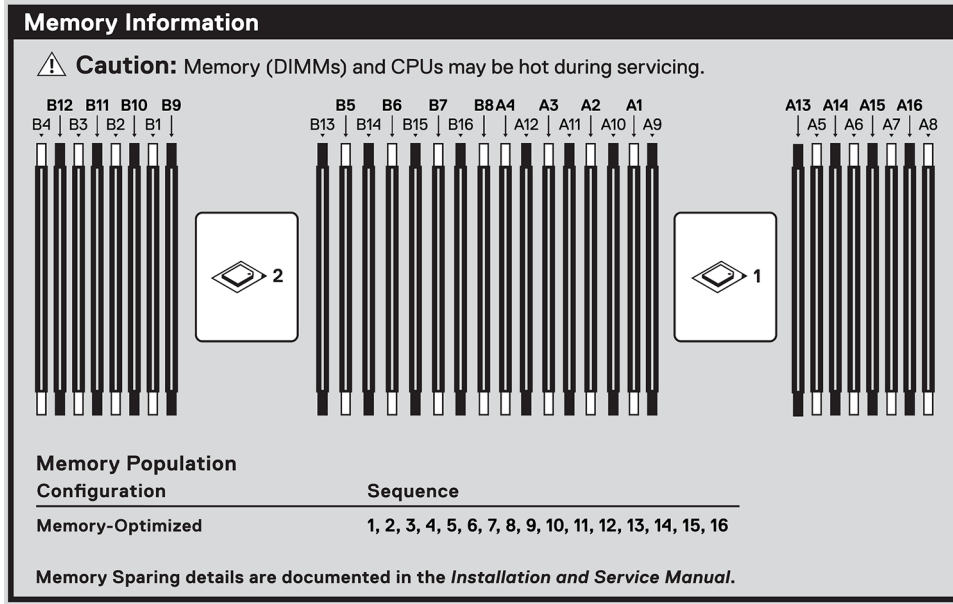 Memory Information
Caution: Memory (DIMMs) and CPUs may be hot during servicing.
B12 B11 B10 B9 B5 B6 B7 B8 A4 A3 A2 A1 A13 A14 A15 A16
B4 B3 B2 B1 B13 B14 B15 B16 A12 A11 A10 A9 A5 A6 A7 A8
2 1
Memory Population
Configuration Sequence
Memory-Optimized 1, 2, 3, 4, 5, 6, 7, 8, 9, 10, 11, 12, 13, 14, 15, 16
Memory Sparing details are documented in the Installation and Service Manual.